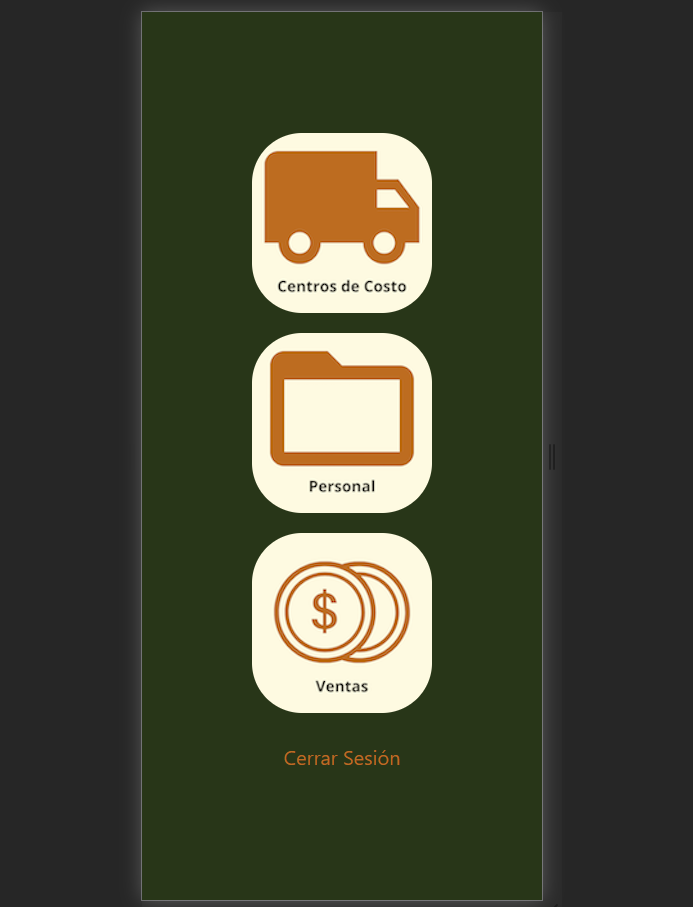 Centros de Costo
Personal
$
Ventas
Cerrar Sesión